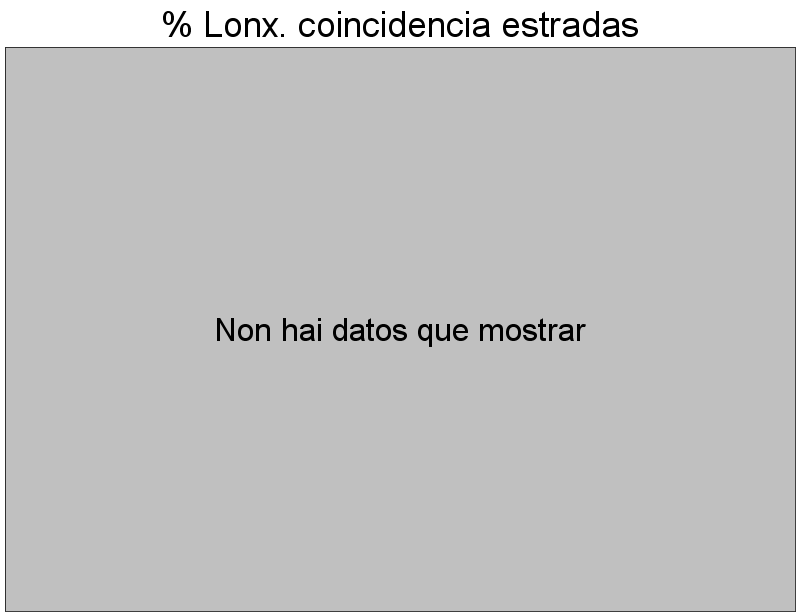 % Lonx. coincidencia estradas
Non hai datos que mostrar